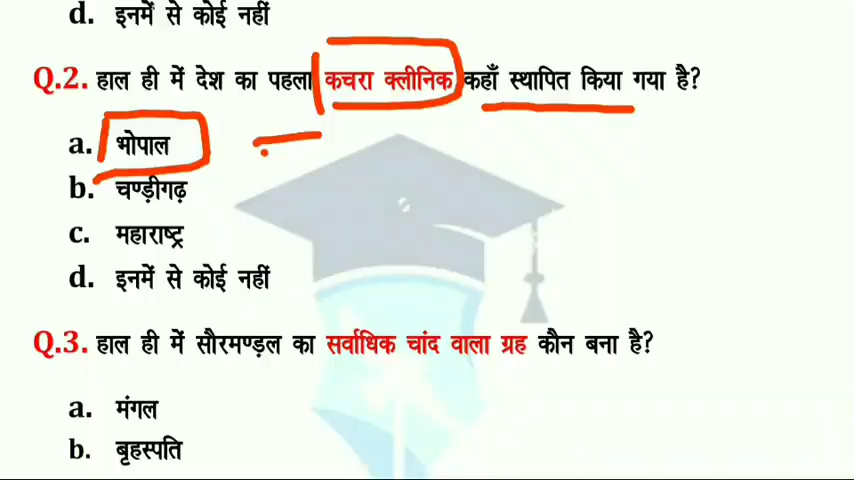 d. इनमें से कोई नहीं
Q.2. हाल ही में देश का पहला कचरा क्लीनिक कहाँ स्थापित किया गया है?
a. भोपाल
b. चण्ड़ीगढ़
c. महाराष्ट्र
d. इनमें से कोई नहीं
Q.3. हाल ही में सौरमण्ड़ल का सर्वाधिक चांद वाला ग्रह कौन बना है?
a. मंगल
b. बृहस्पति